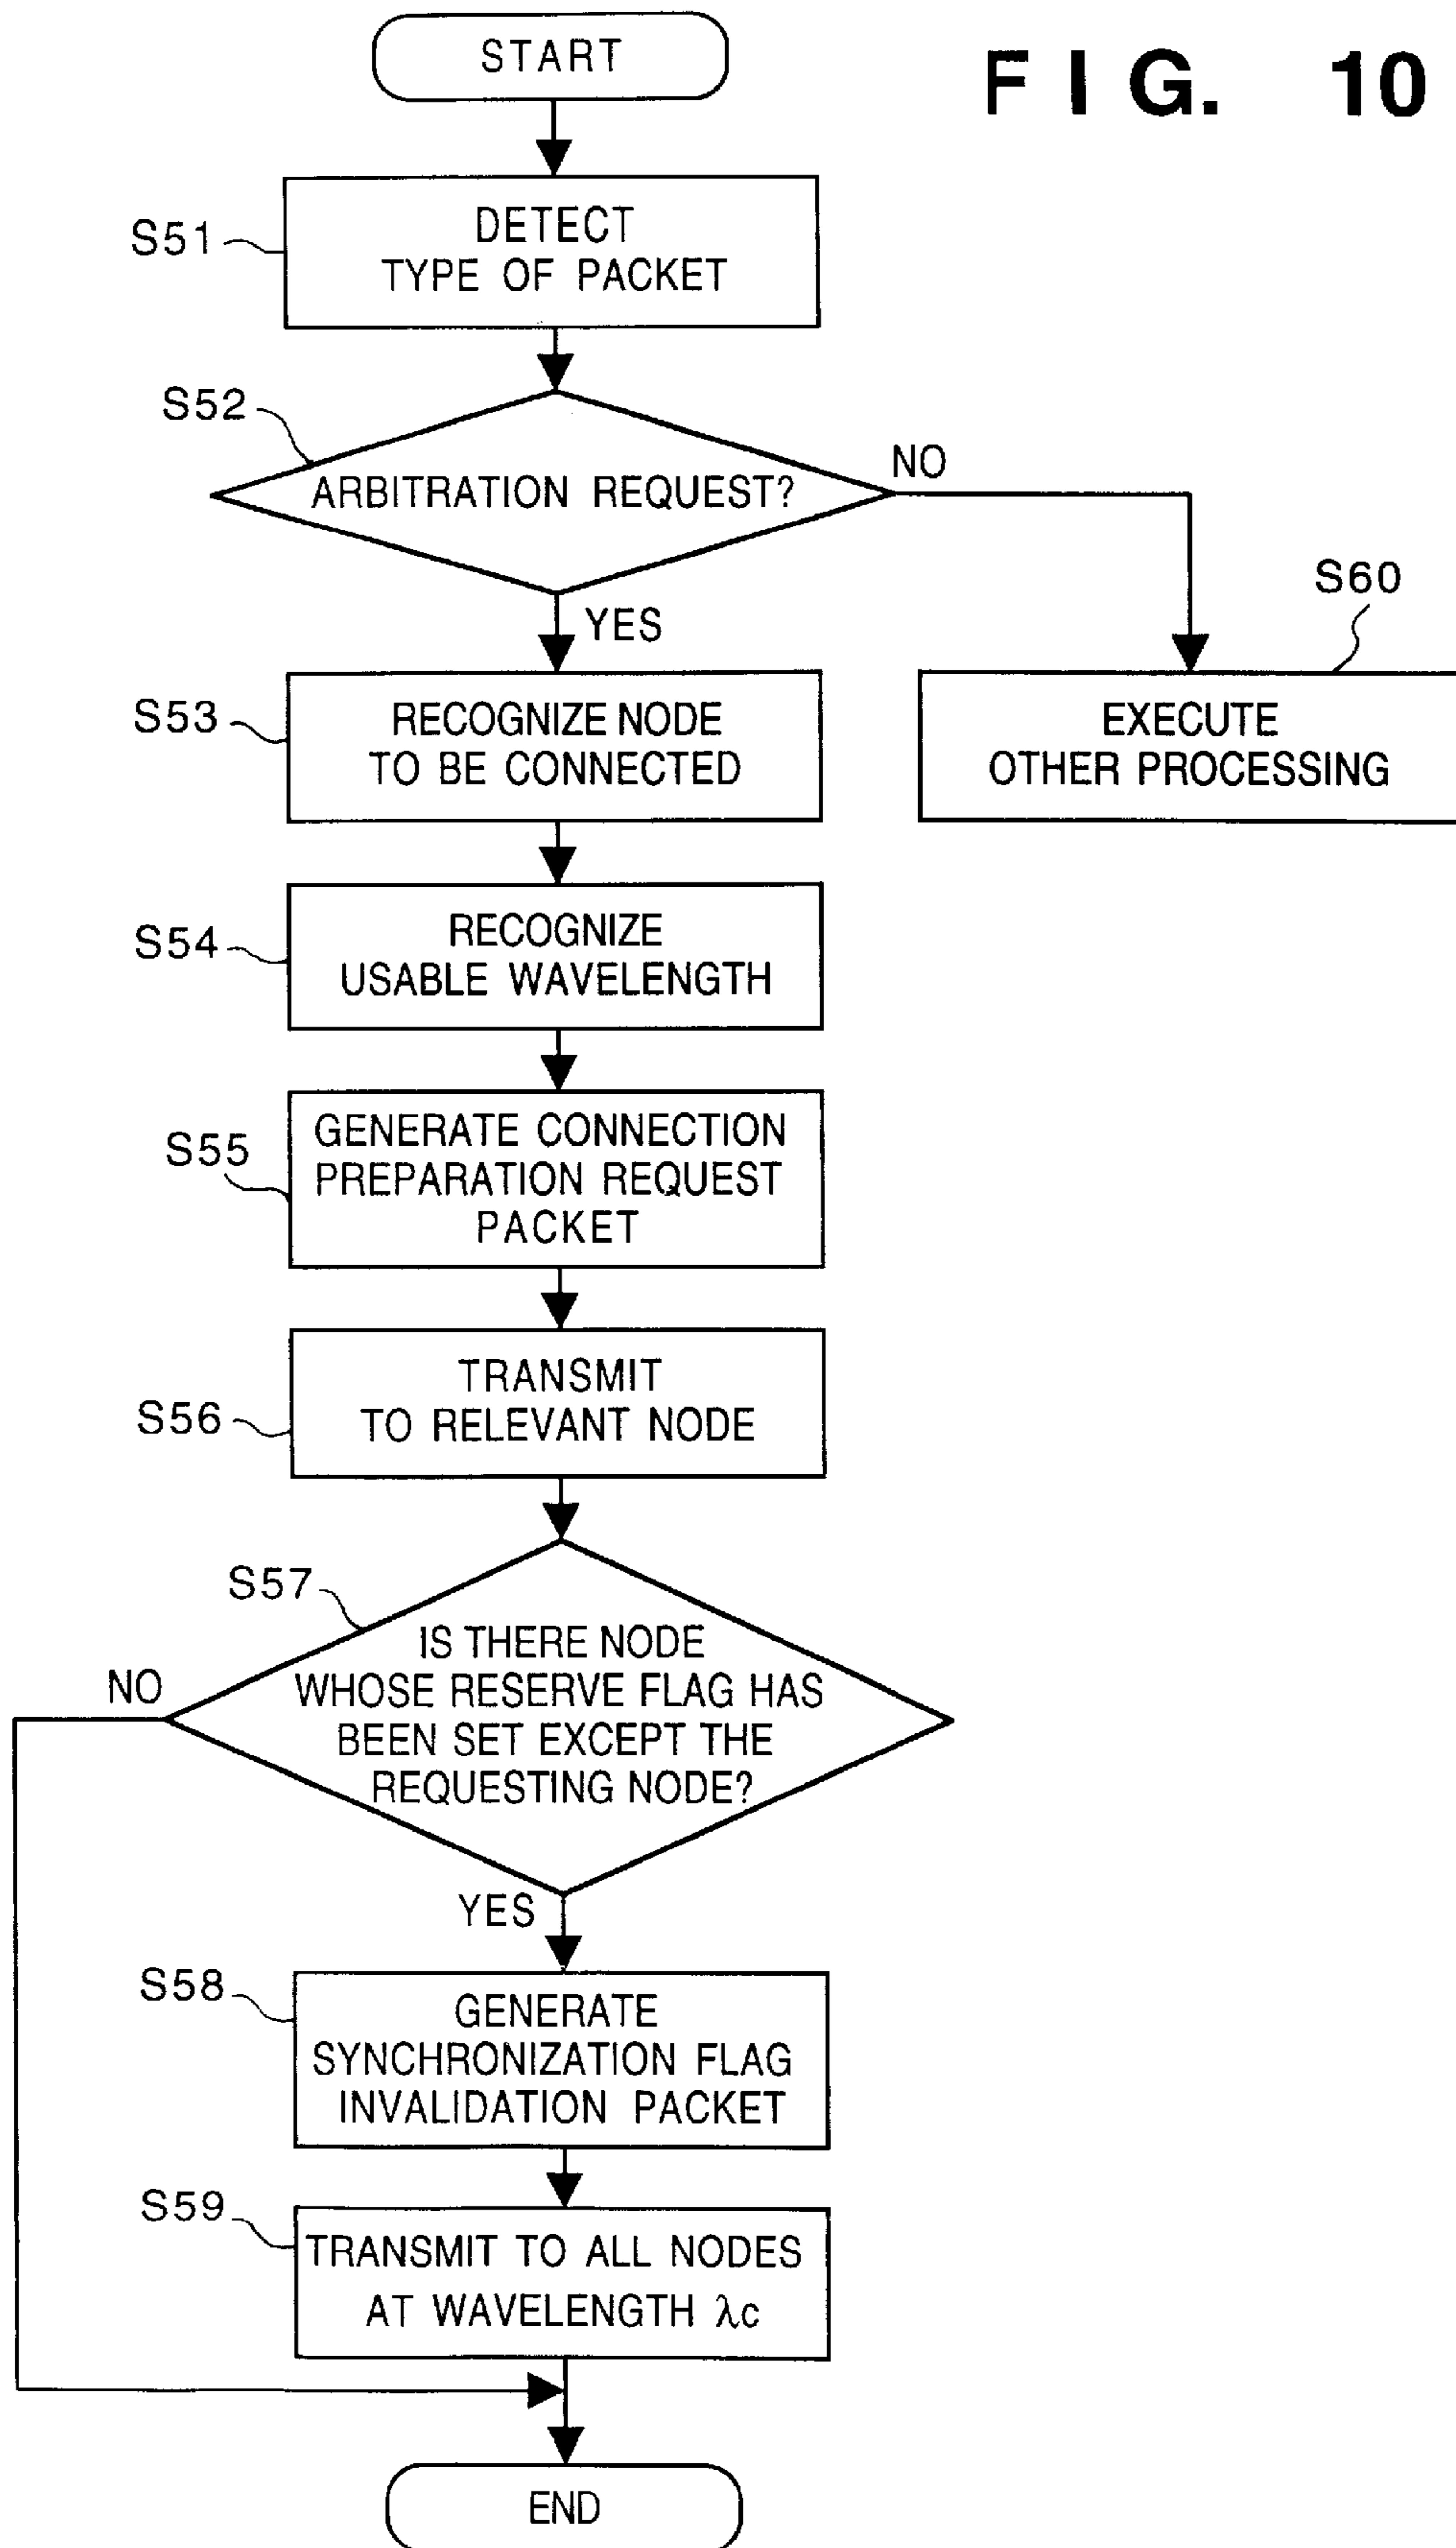 START
FIG. 10
S51
DETECT
TYPE OF PACKET
S52
ARBITRATION REQUEST?
NO
YES
S60
EXECUTE
OTHER PROCESSING
S53
RECOGNIZE NODE
TO BE CONNECTED
S54
RECOGNIZE
USABLE WAVELENGTH
S55
GENERATE CONNECTION
PREPARATION REQUEST
PACKET
S56
TRANSMIT
TO RELEVANT NODE
S57
IS THERE NODE
WHOSE RESERVE FLAG HAS
BEEN SET EXCEPT THE
REQUESTING NODE?
NO
YES
S58
GENERATE
SYNCHRONIZATION FLAG
INVALIDATION PACKET
S59
TRANSMIT TO ALL NODES
AT WAVELENGTH λc
END